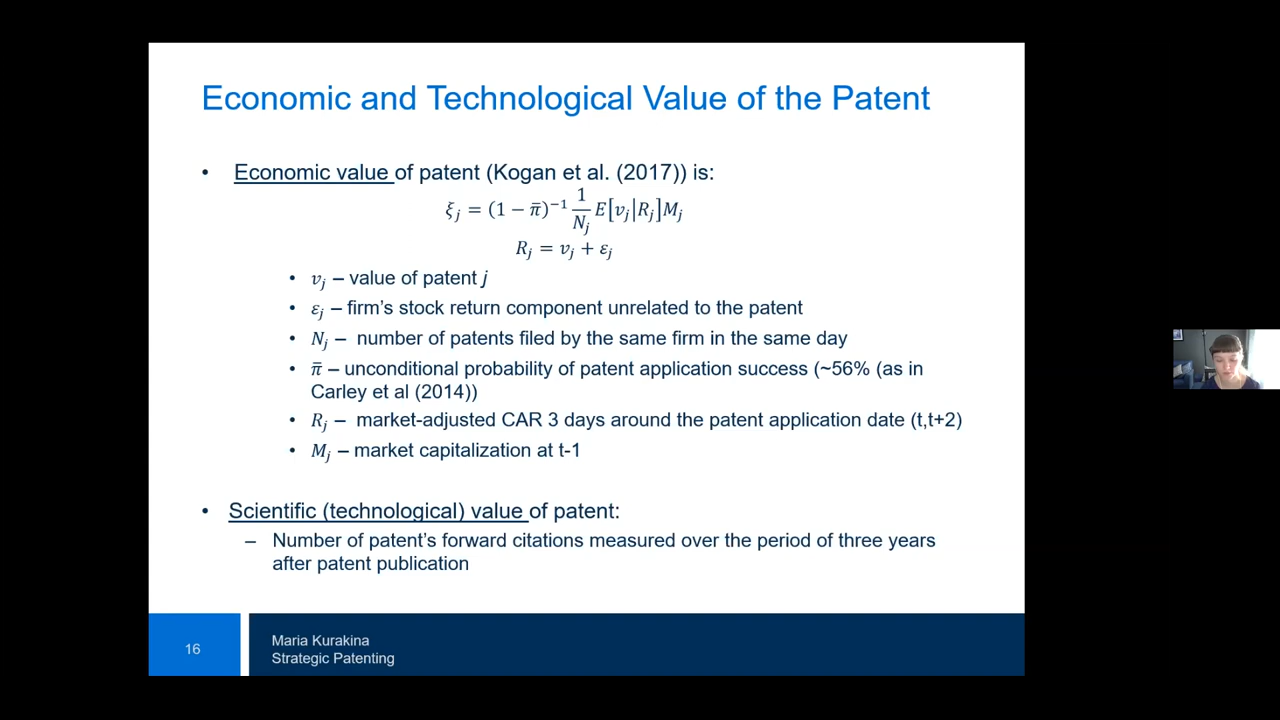 Economic and Technological Value of the Patent
• Economic value of patent (Kogan et al. (2017)) is:
ξ_j = (1 − π̄)^{−1} \frac{1}{N_j} E[v_j|R_j]M_j
R_j = v_j + ε_j
• v_j – value of patent j
• ε_j – firm's stock return component unrelated to the patent
• N_j – number of patents filed by the same firm in the same day
• π̄ – unconditional probability of patent application success (~56% (as in
Carley et al (2014))
• R_j – market-adjusted CAR 3 days around the patent application date (t,t+2)
• M_j – market capitalization at t-1
• Scientific (technological) value of patent:
– Number of patent's forward citations measured over the period of three years
after patent publication
16
Maria Kurakina
Strategic Patenting